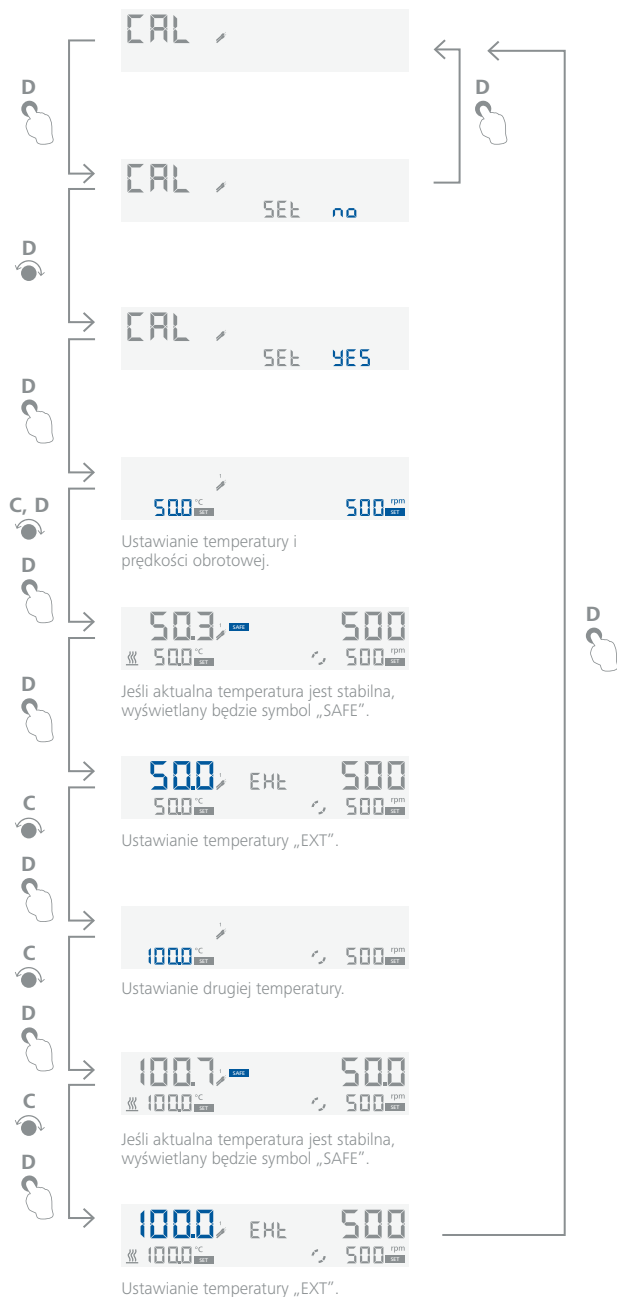 CAL
D
D
CAL
SEt no
D
CAL
SEt YES
D
50.0 °C SET 500 rpm SET
C, D
Ustawianie temperatury i
prędkości obrotowej.
D
50.3 SAFE 500
50.0 °C SET 500 rpm SET
D
Jeśli aktualna temperatura jest stabilna,
wyświetlany będzie symbol „SAFE”.
D
50.0 EHt 500
50.0 °C SET 500 rpm SET
C
Ustawianie temperatury „EXT”.
D
100.0 °C SET 500 rpm SET
C
Ustawianie drugiej temperatury.
D
100.7 SAFE 50.0
100.0 °C SET 500 rpm SET
C
Jeśli aktualna temperatura jest stabilna,
wyświetlany będzie symbol „SAFE”.
D
100.0 EHt 500
100.0 °C SET 500 rpm SET
Ustawianie temperatury „EXT”.